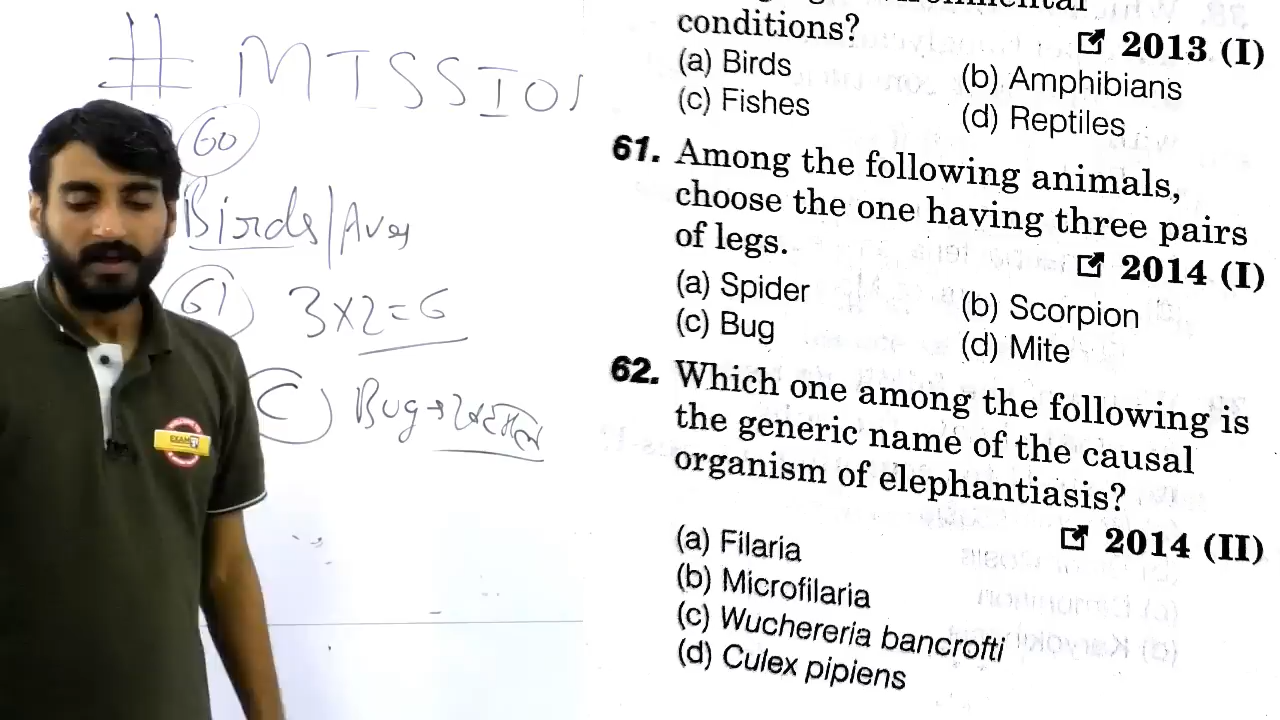 # MISSION
60
Birds/Aves
61 3×2=6
C Bug→
EXAM
conditions?
2013 (I)
(a) Birds
(b) Amphibians
(c) Fishes
(d) Reptiles
61. Among the following animals,
choose the one having three pairs
of legs.
2014 (I)
(a) Spider
(b) Scorpion
(c) Bug
(d) Mite
62. Which one among the following is
the generic name of the causal
organism of elephantiasis?
2014 (II)
(a) Filaria
(b) Microfilaria
(c) Wuchereria bancrofti
(d) Culex pipiens